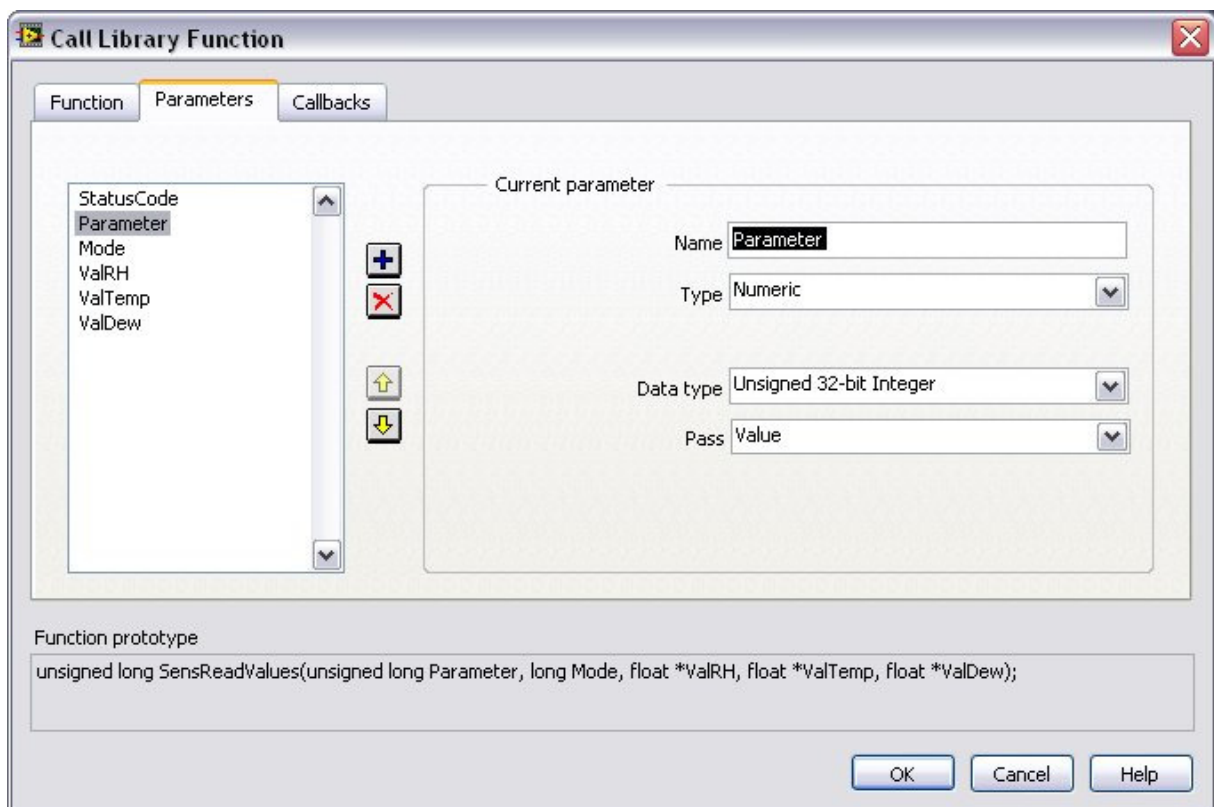 Call Library Function
Function
Parameters
Callbacks
StatusCode
Parameter
Mode
ValRH
ValTemp
ValDew
Current parameter
Name Parameter
Type Numeric
Data type Unsigned 32-bit Integer
Pass Value
Function prototype
unsigned long SensReadValues(unsigned long Parameter, long Mode, float *ValRH, float *ValTemp, float *ValDew);
OK
Cancel
Help